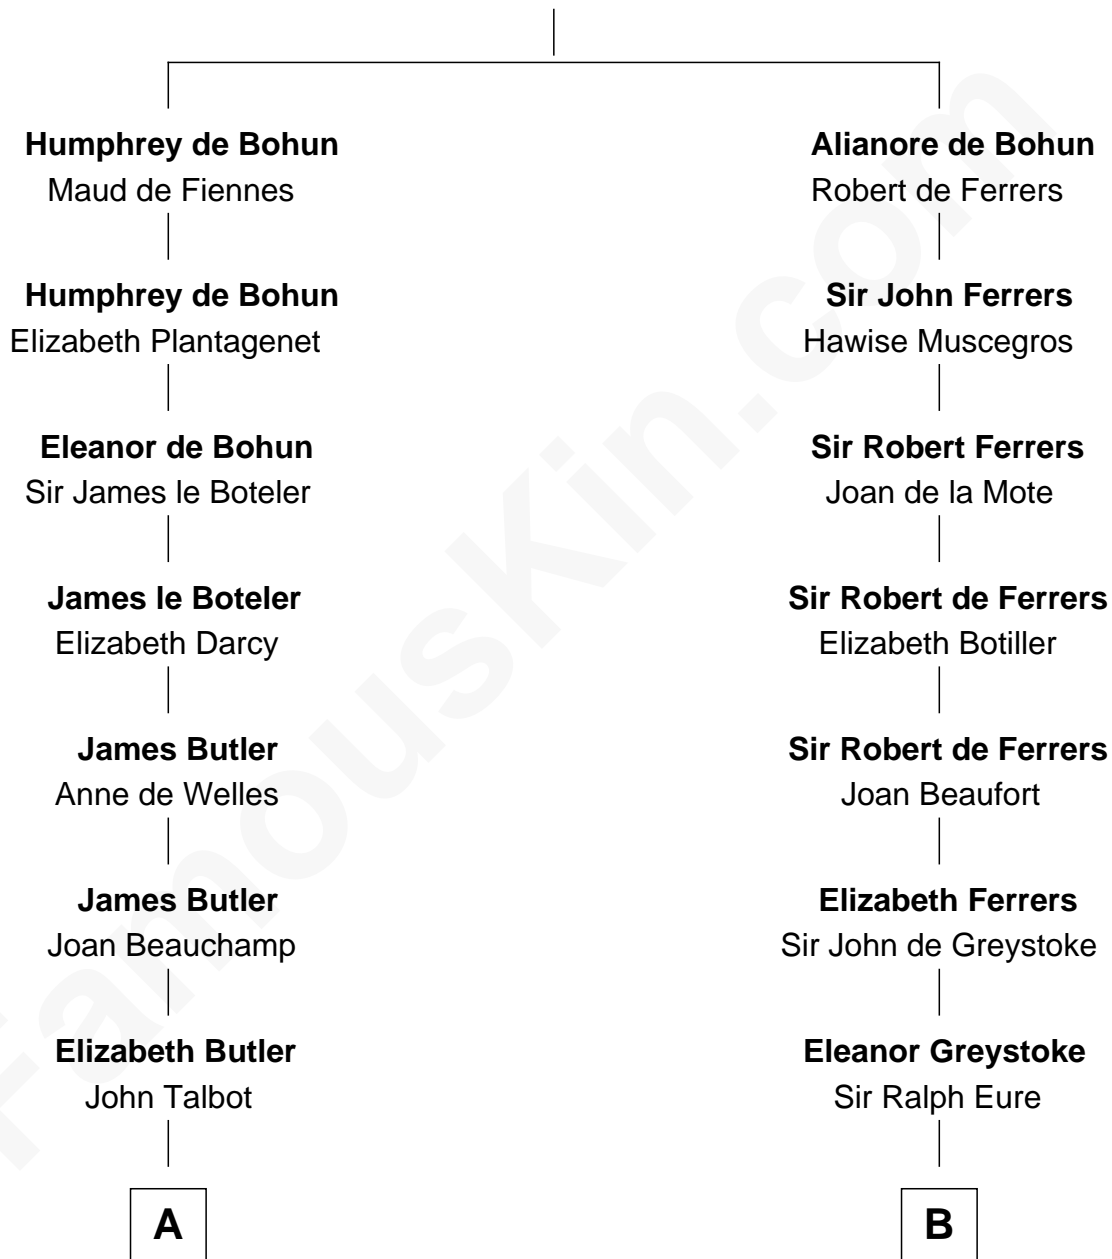 Humphrey de Bohun
Maud de Fiennes
Humphrey de Bohun
Elizabeth Plantagenet
Eleanor de Bohun
Sir James le Boteler
James le Boteler
Elizabeth Darcy
James Butler
Anne de Welles
James Butler
Joan Beauchamp
Elizabeth Butler
John Talbot
A
Alianore de Bohun
Robert de Ferrers
Sir John Ferrers
Hawise Muscegros
Sir Robert Ferrers
Joan de la Mote
Sir Robert de Ferrers
Elizabeth Botiller
Sir Robert de Ferrers
Joan Beaufort
Elizabeth Ferrers
Sir John de Greystoke
Eleanor Greystoke
Sir Ralph Eure
B
FamousKin.com